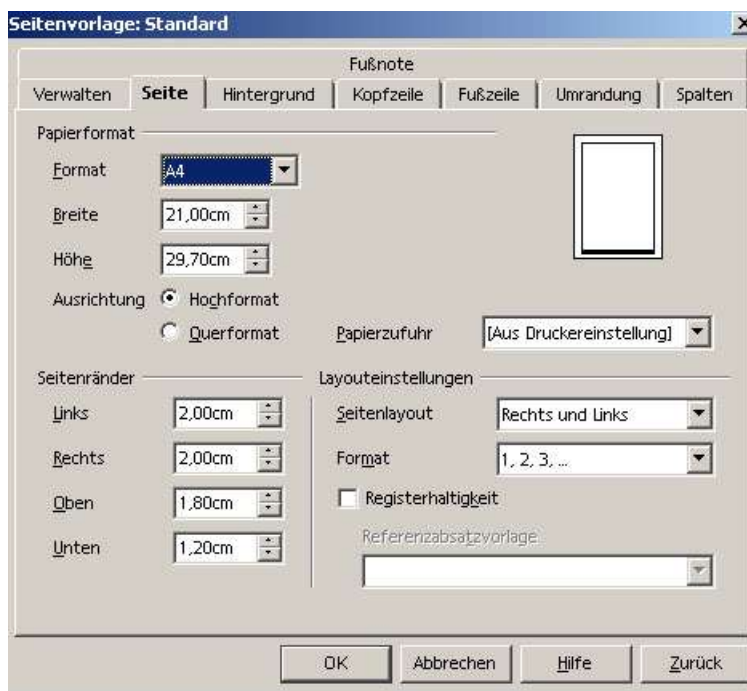 Seitenvorlage: Standard
Fußnote
Verwalten Seite Hintergrund Kopfzeile Fußzeile Umrandung Spalten
Papierformat
Format A4
Breite 21,00cm
Höhe 29,70cm
Ausrichtung Hochformat
Querformat Papierzufuhr [Aus Druckereinstellung]
Seitenränder Layouteinstellungen
Links 2,00cm Seitenlayout Rechts und Links
Rechts 2,00cm Format 1, 2, 3, ...
Oben 1,80cm Registerhaltigkeit
Unten 1,20cm Referenzabsatzvorlage
OK Abbrechen Hilfe Zurück